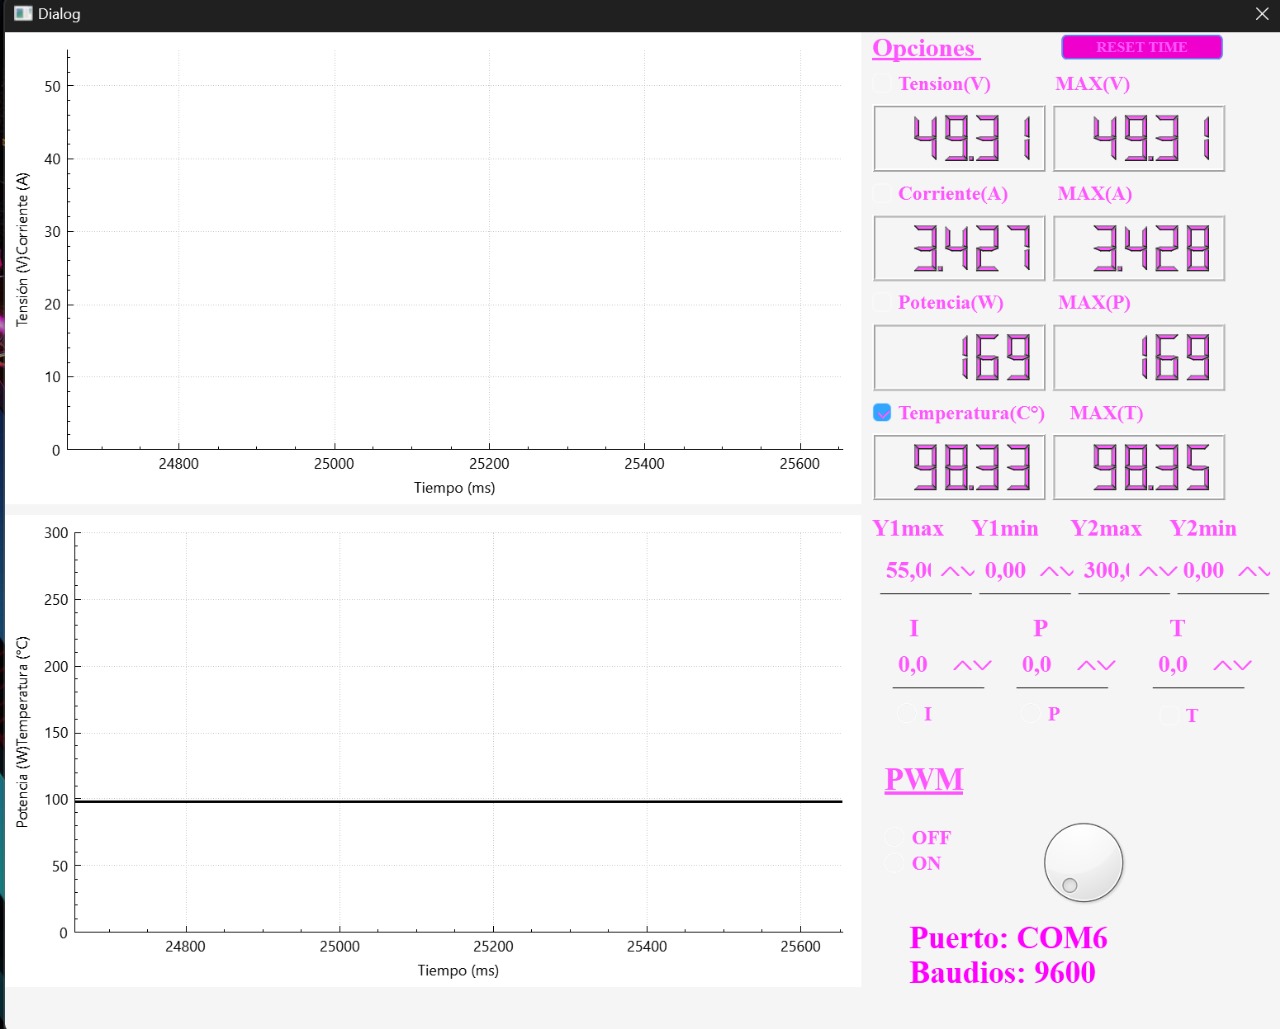 Dialog
50
40
30
20
10
0
Tensión (V)Corriente (A)
24800 25000 25200 25400 25600
Tiempo (ms)
300
250
200
150
100
50
0
Potencia (W)Temperatura (°C)
24800 25000 25200 25400 25600
Tiempo (ms)
Opciones RESET TIME
Tension(V) MAX(V)
49.31 49.31
Corriente(A) MAX(A)
3.427 3.428
Potencia(W) MAX(P)
169 169
Temperatura(C°) MAX(T)
98.33 98.35
Y1max Y1min Y2max Y2min
55,0 0,00 300, 0,00
I P T
0,0 0,0 0,0
I P T
PWM
OFF
ON
Puerto: COM6
Baudios: 9600